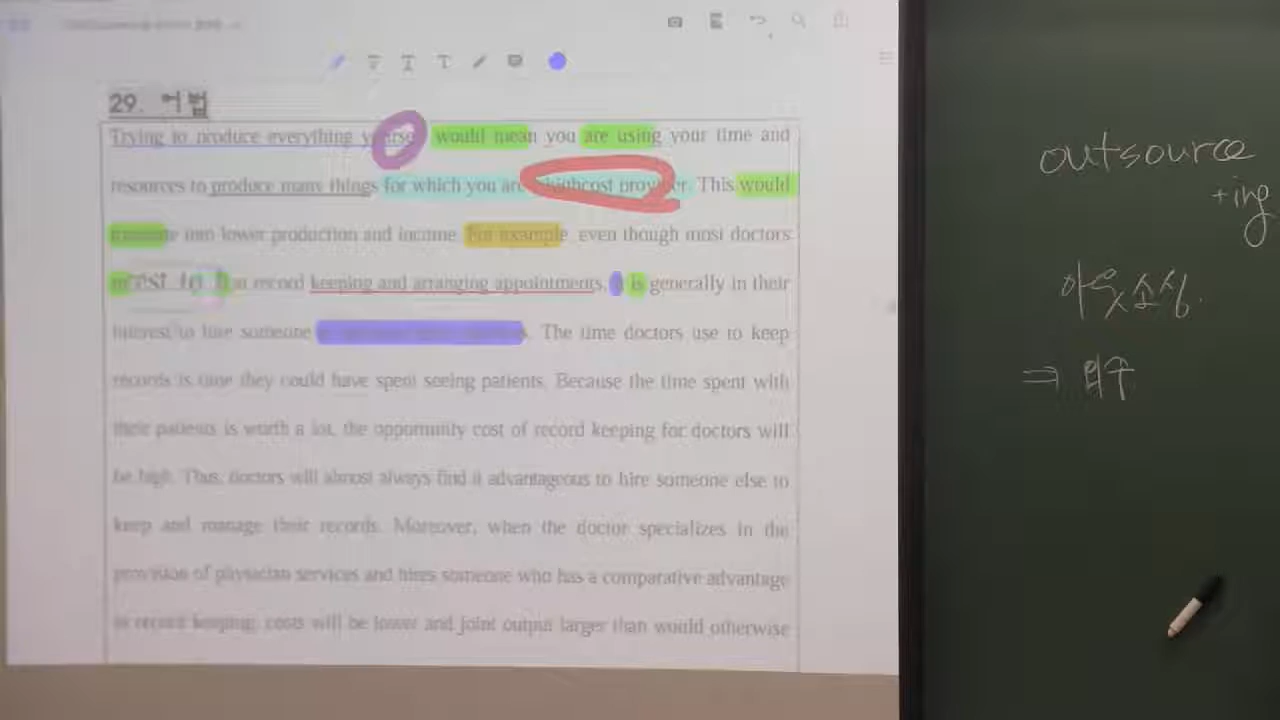 29. 어법
Trying to produce everything would mean you are using your time and
resources to produce many things for which you are highcost provider. This would
into lower production and income. For example, even though most doctors
at record keeping and arranging appointments, it is generally in their
interest to hire someone . The time doctors use to keep
records is time they could have spent seeing patients. Because the time spent with
their patients is worth a lot, the opportunity cost of record keeping for doctors will
be high. Thus, doctors will almost always find it advantageous to hire someone else to
keep and manage their records. Moreover, when the doctor specializes in the
provision of physician services and hires someone who has a comparative advantage
in record keeping, costs will be lower and joint output larger than would otherwise
outsource
+ing
아웃소싱.
⇒ 외주